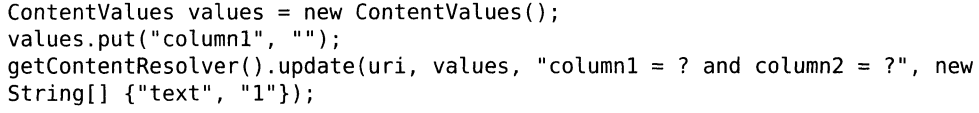 ContentValues values = new ContentValues();
values.put("column1", "");
getContentResolver().update(uri, values, "column1 = ? and column2 = ?", new
String[] {"text", "1"});